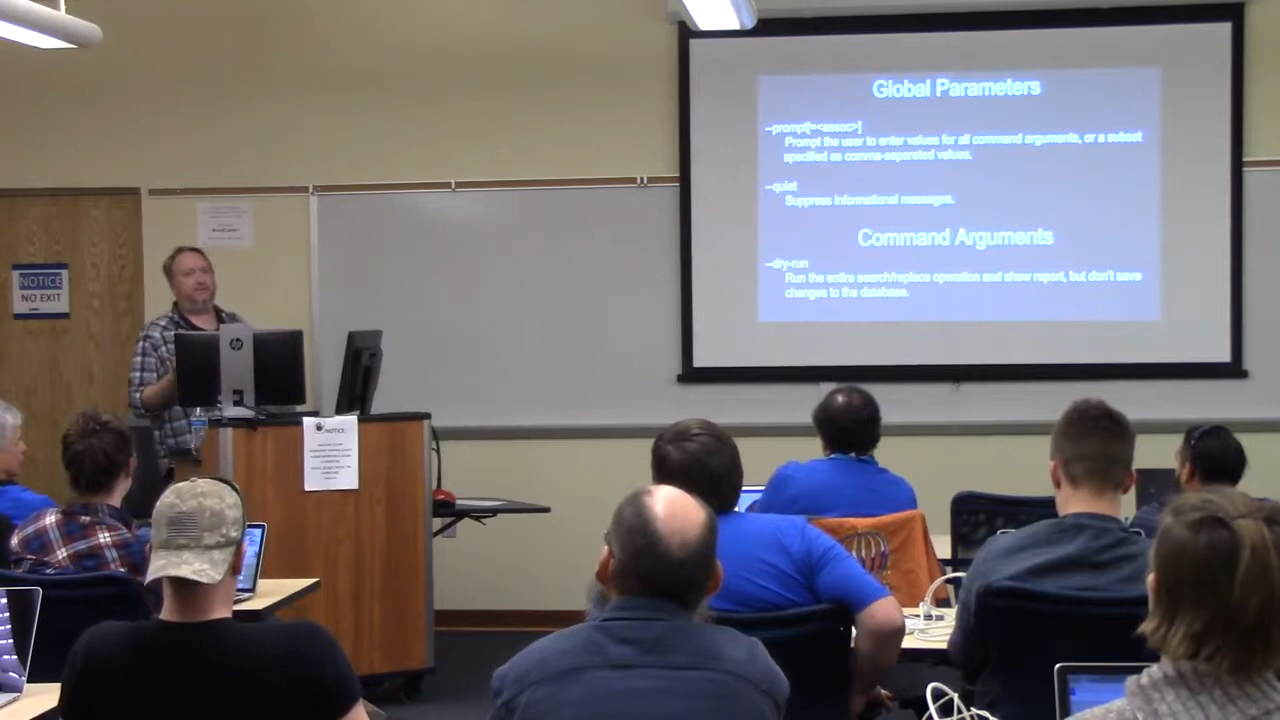 Global Parameters
--prompt[=<assoc>]
Prompt the user to enter values for all command arguments, or a subset
specified as comma-separated values.
--quiet
Suppress informational messages.
Command Arguments
--dry-run
Run the entire search/replace operation and show report, but don't save
changes to the database.
NOTICE
NO EXIT
hp
NOTICE